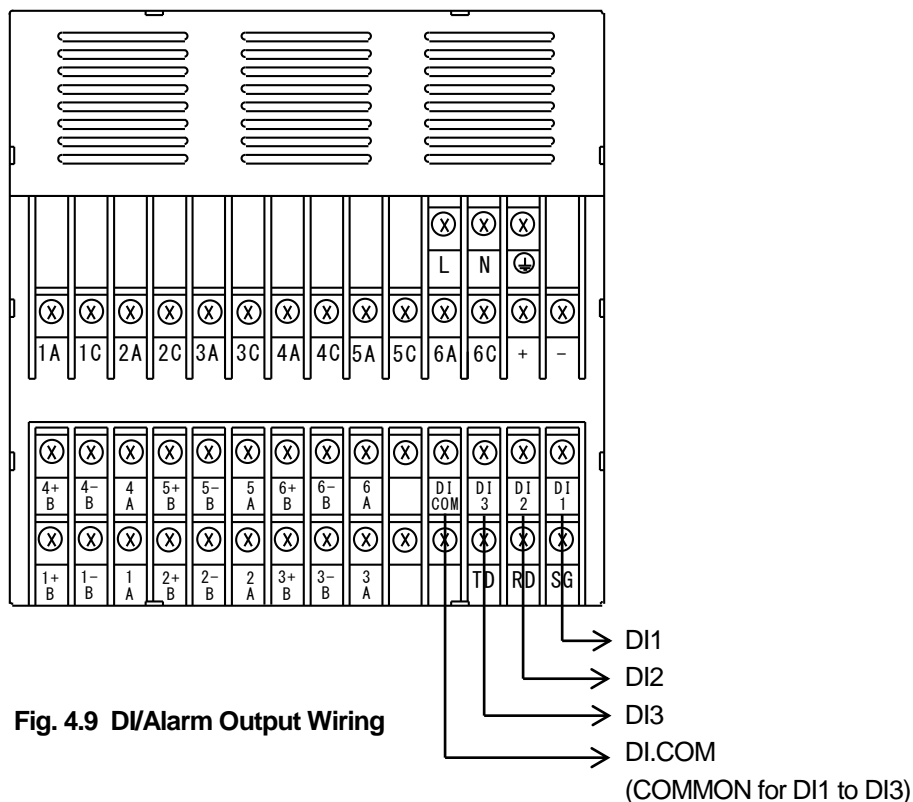 L N
1A 1C 2A 2C 3A 3C 4A 4C 5A 5C 6A 6C + -
4+ 4- 4 5+ 5- 5 6+ 6- 6 DI DI DI DI
B B A B B A B B A COM 3 2 1
1+ 1- 1 2+ 2- 2 3+ 3- 3 TD RD SG
B B A B B A B B A
DI1
DI2
DI3
DI.COM
(COMMON for DI1 to DI3)
Fig. 4.9 DI/Alarm Output Wiring